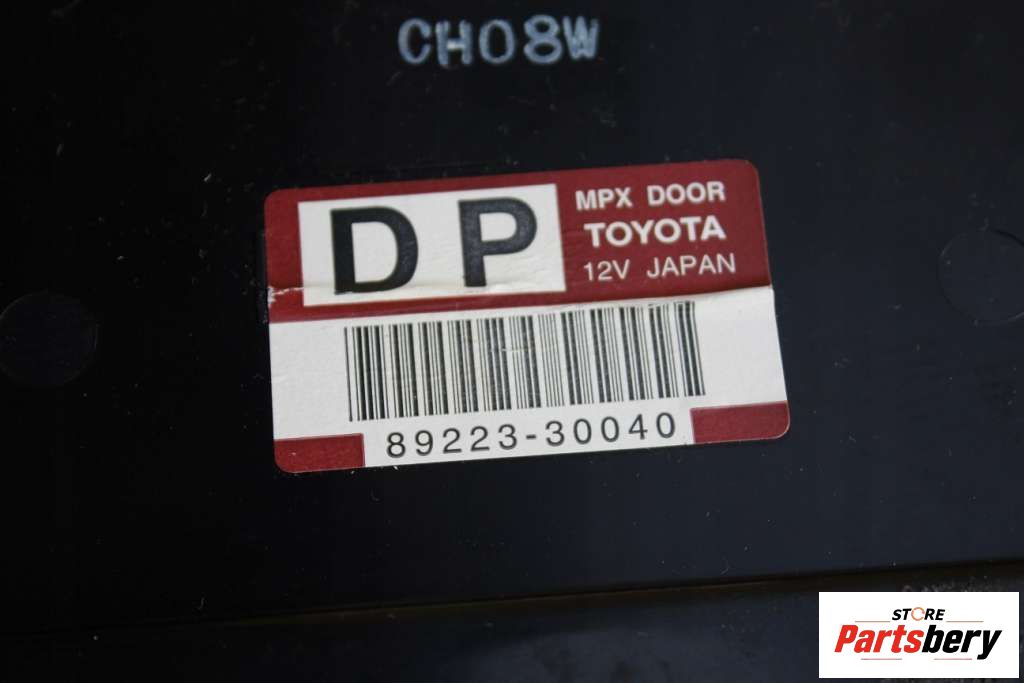 CH08W
DP
MPX DOOR
TOYOTA
12V JAPAN
89223-30040
STORE
Partsbery